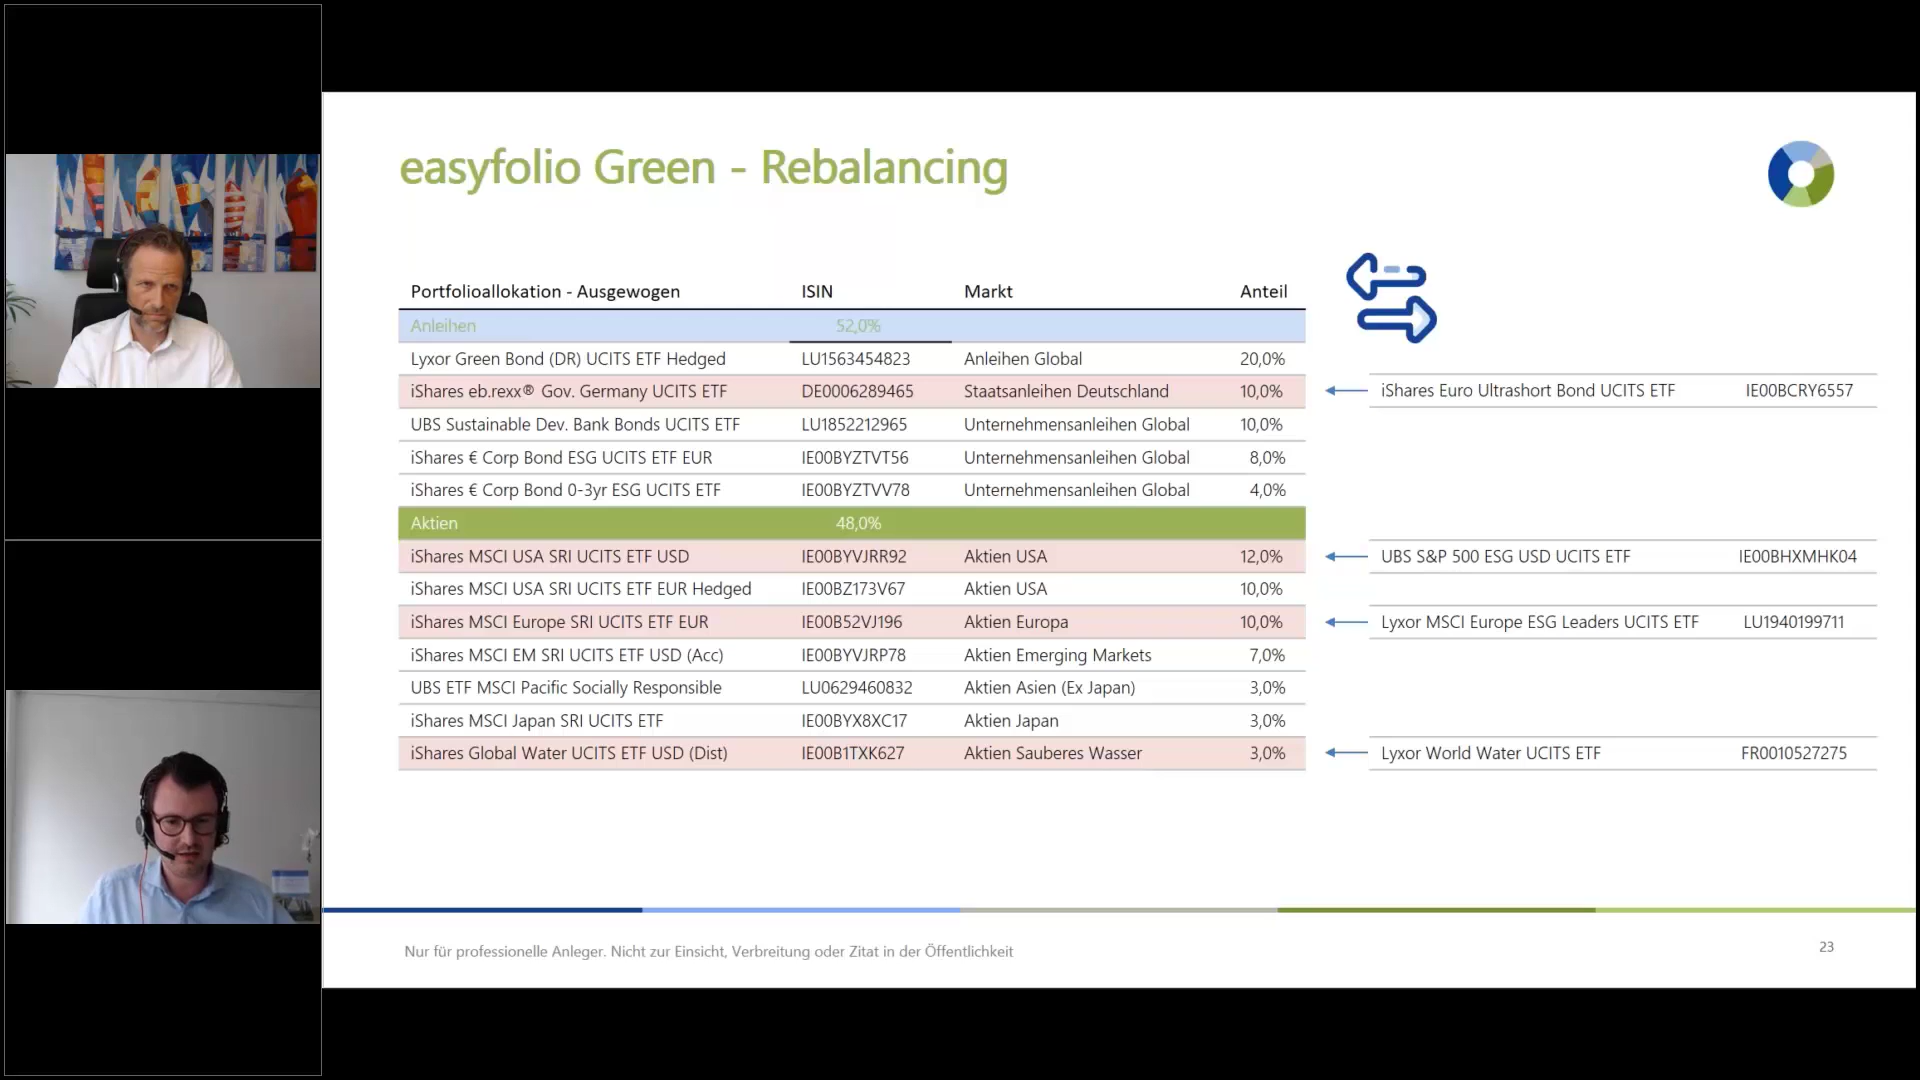 easyfolio Green - Rebalancing
Portfolioallokation - Ausgewogen ISIN Markt Anteil
Anleihen 52,0%
Lyxor Green Bond (DR) UCITS ETF Hedged LU1563454823 Anleihen Global 20,0%
iShares eb.rexx® Gov. Germany UCITS ETF DE0006289465 Staatsanleihen Deutschland 10,0% iShares Euro Ultrashort Bond UCITS ETF IE00BCRY6557
UBS Sustainable Dev. Bank Bonds UCITS ETF LU1852212965 Unternehmensanleihen Global 10,0%
iShares € Corp Bond ESG UCITS ETF EUR IE00BYZTVT56 Unternehmensanleihen Global 8,0%
iShares € Corp Bond 0-3yr ESG UCITS ETF IE00BYZTVV78 Unternehmensanleihen Global 4,0%
Aktien 48,0%
iShares MSCI USA SRI UCITS ETF USD IE00BYVJRR92 Aktien USA 12,0% UBS S&P 500 ESG USD UCITS ETF IE00BHXMHK04
iShares MSCI USA SRI UCITS ETF EUR Hedged IE00BZ173V67 Aktien USA 10,0%
iShares MSCI Europe SRI UCITS ETF EUR IE00B52VJ196 Aktien Europa 10,0% Lyxor MSCI Europe ESG Leaders UCITS ETF LU1940199711
iShares MSCI EM SRI UCITS ETF USD (Acc) IE00BYVJRP78 Aktien Emerging Markets 7,0%
UBS ETF MSCI Pacific Socially Responsible LU0629460832 Aktien Asien (Ex Japan) 3,0%
iShares MSCI Japan SRI UCITS ETF IE00BYX8XC17 Aktien Japan 3,0%
iShares Global Water UCITS ETF USD (Dist) IE00B1TXK627 Aktien Sauberes Wasser 3,0% Lyxor World Water UCITS ETF FR0010527275
Nur für professionelle Anleger. Nicht zur Einsicht, Verbreitung oder Zitat in der Öffentlichkeit
23